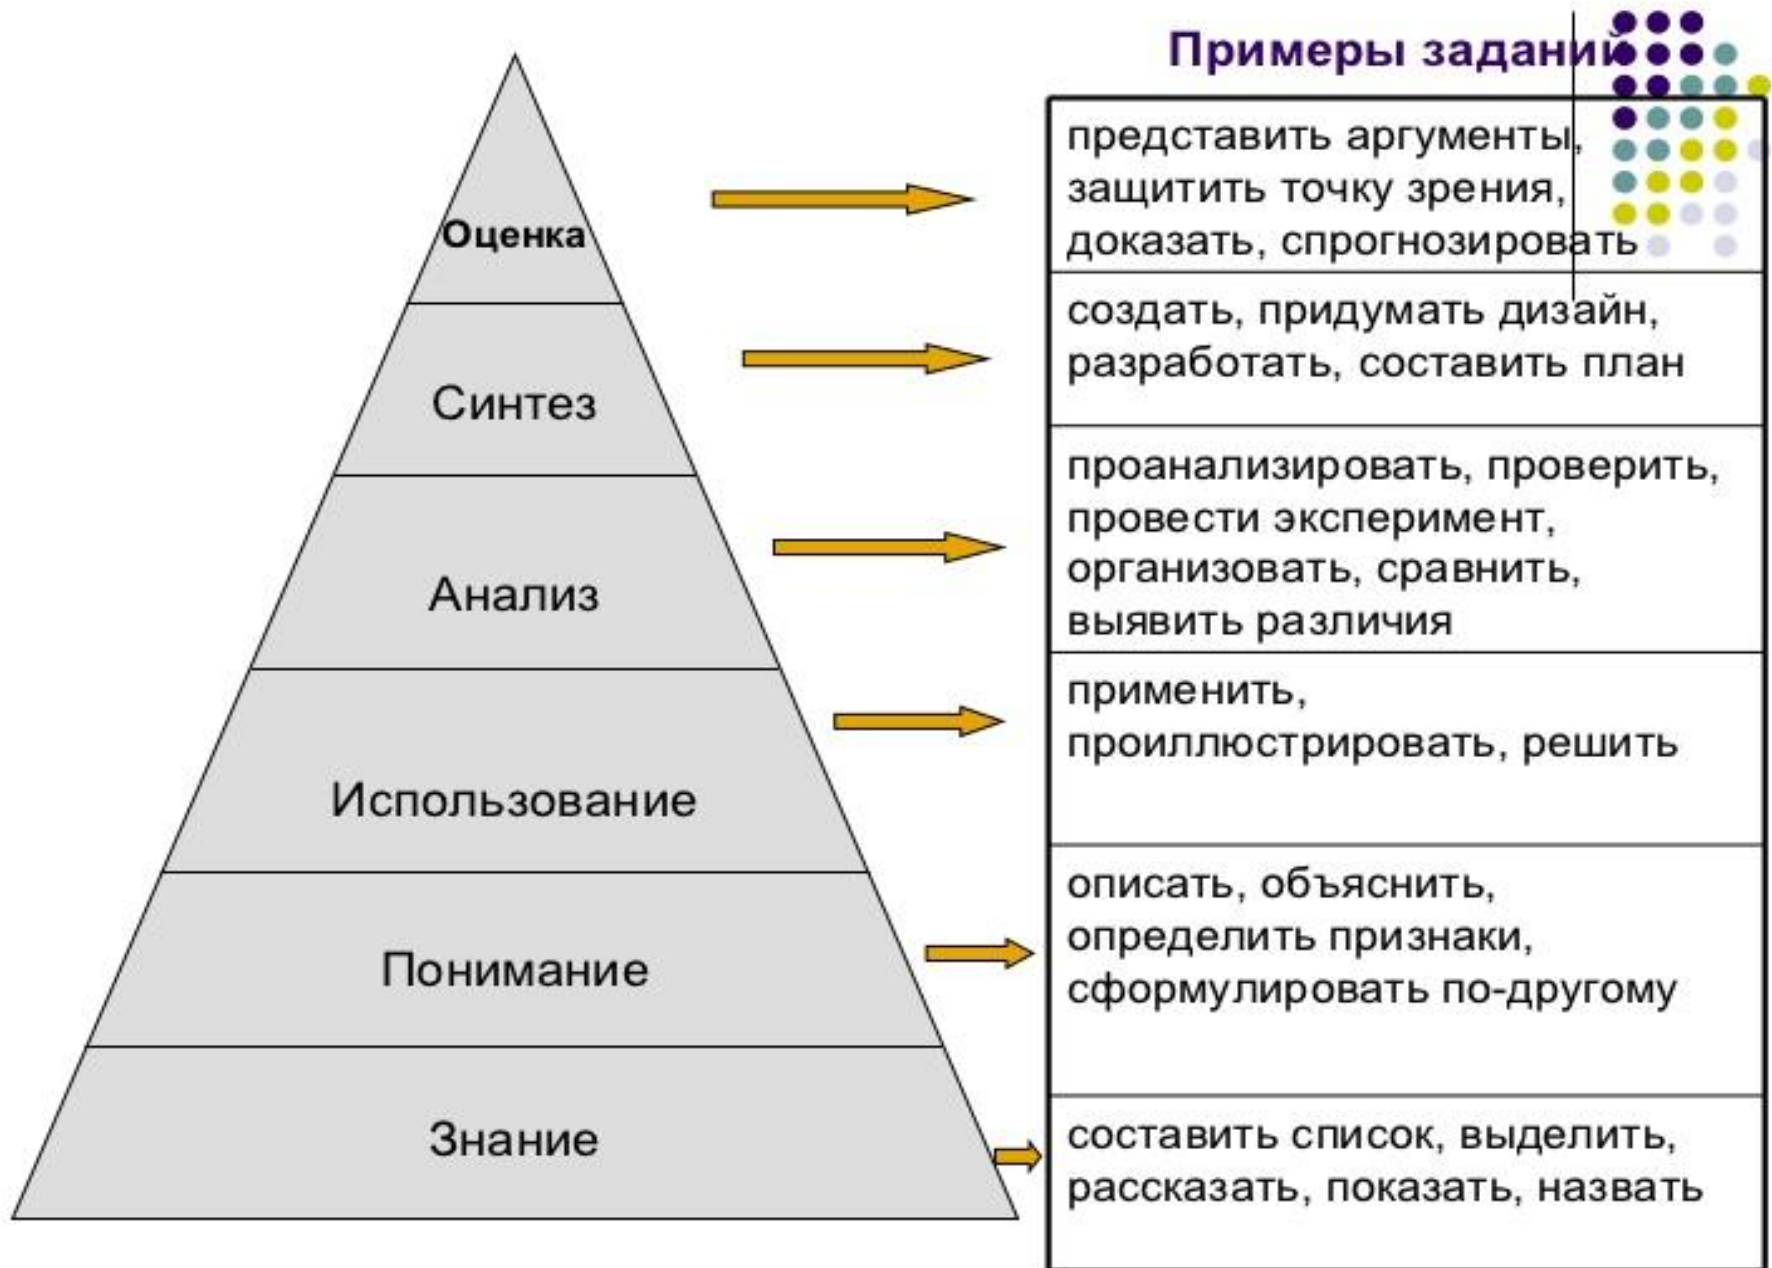 Примеры заданий
Оценка
представить аргументы,
защитить точку зрения,
доказать, спрогнозировать
Синтез
создать, придумать дизайн,
разработать, составить план
Анализ
проанализировать, проверить,
провести эксперимент,
организовать, сравнить,
выявить различия
Использование
применить,
проиллюстрировать, решить
Понимание
описать, объяснить,
определить признаки,
сформулировать по-другому
Знание
составить список, выделить,
рассказать, показать, назвать